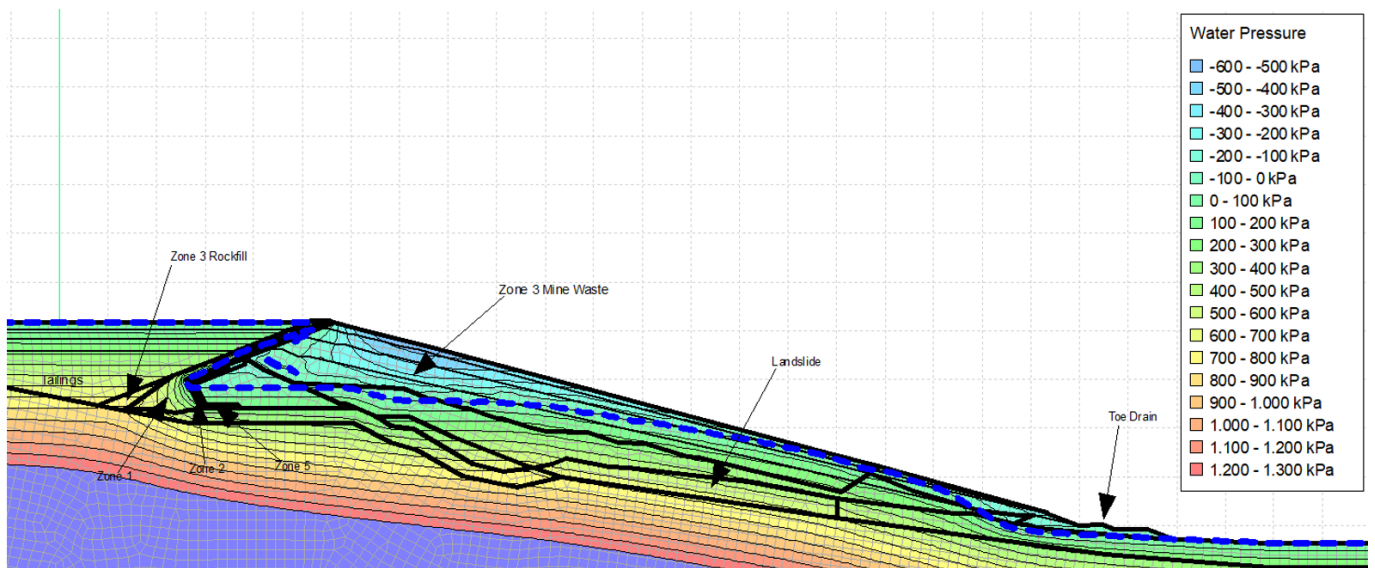 Water Pressure
-600 - -500 kPa
-500 - -400 kPa
-400 - -300 kPa
-300 - -200 kPa
-200 - -100 kPa
-100 - 0 kPa
0 - 100 kPa
100 - 200 kPa
200 - 300 kPa
300 - 400 kPa
400 - 500 kPa
500 - 600 kPa
600 - 700 kPa
700 - 800 kPa
800 - 900 kPa
900 - 1.000 kPa
1.000 - 1.100 kPa
1.100 - 1.200 kPa
1.200 - 1.300 kPa
Zone 3 Rockfill
Zone 3 Mine Waste
Landslide
Tailings
Toe Drain
Zone 1
Zone 2
Zone 5